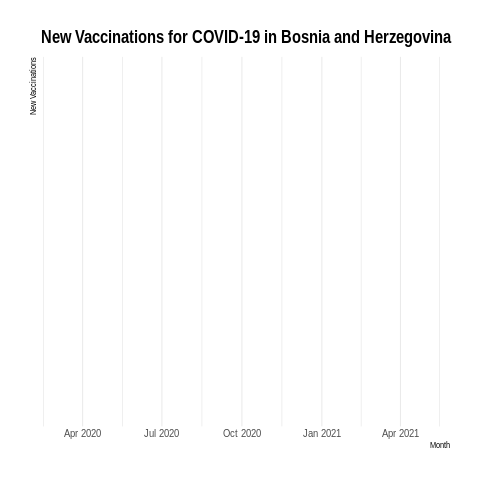 New Vaccinations for COVID-19 in Bosnia and Herzegovina
New Vaccinations
Apr 2020 Jul 2020 Oct 2020 Jan 2021 Apr 2021
Month